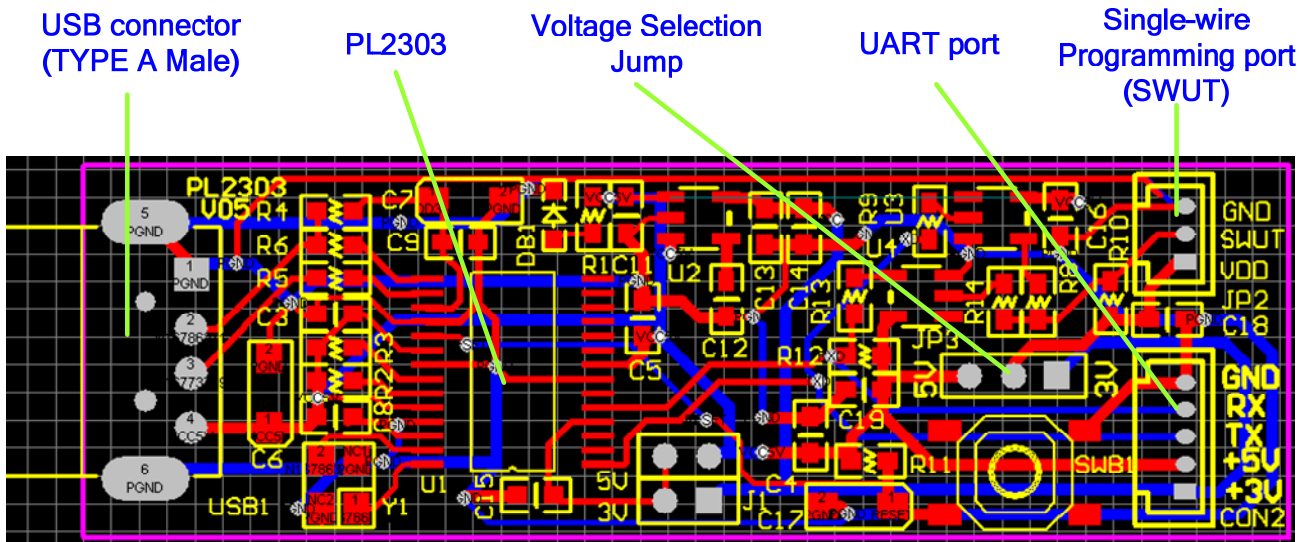 USB connector
(TYPE A Male)
PL2303
Voltage Selection
Jump
UART port
Single-wire
Programming port
(SWUT)
PL2303
V05
R4
R6
R5
C3
C7
C9
DB1
R1
C11
U2
C13
C14
R13
R9
U3
U4
R14
R8
C16
R10
GND
SWUT
VDD
JP2
C18
5
PGND
1
PGND
2
3
4
6
PGND
R3
R2
C8
C6
USB1
Y1
U1
C15
C5
C12
R12
JP3
5V
3V
C19
C4
R11
C17
J1
5V
3V
SWB1
GND
RX
TX
+5V
+3V
CON2